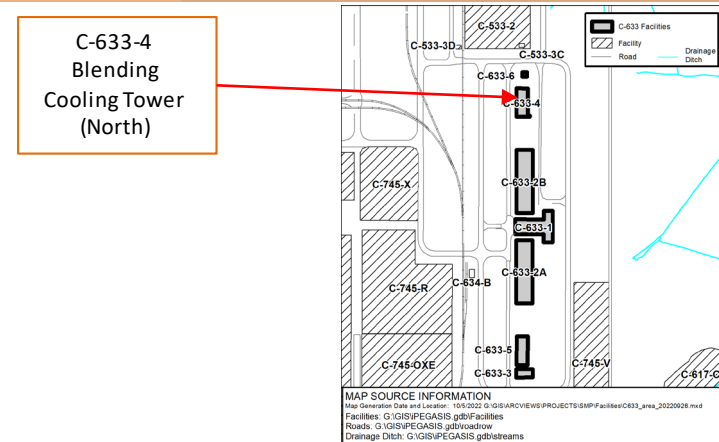 C-633-4
Blending
Cooling Tower
(North)
C-533-2
C-533-3D
C-533-3C
C-633-6
C-633-4
C-745-X
C-633-2B
C-633-1
C-633-2A
C-634-B
C-745-R
C-633-5
C-745-OXE
C-745-V
C-633-3
C-617-C
C-633 Facilities
Facility
Road
Drainage
Ditch
MAP SOURCE INFORMATION
Map Generation Date and Location: 10/5/2022 G:\GIS\ARCVIEWS\PROJECTS\SMP\Facilities\C633_area_20220926.mxd
Facilities: G:\GIS\PEGASIS.gdb\Facilities
Roads: G:\GIS\PEGASIS.gdb\roadrow
Drainage Ditch: G:\GIS\PEGASIS.gdb\streams